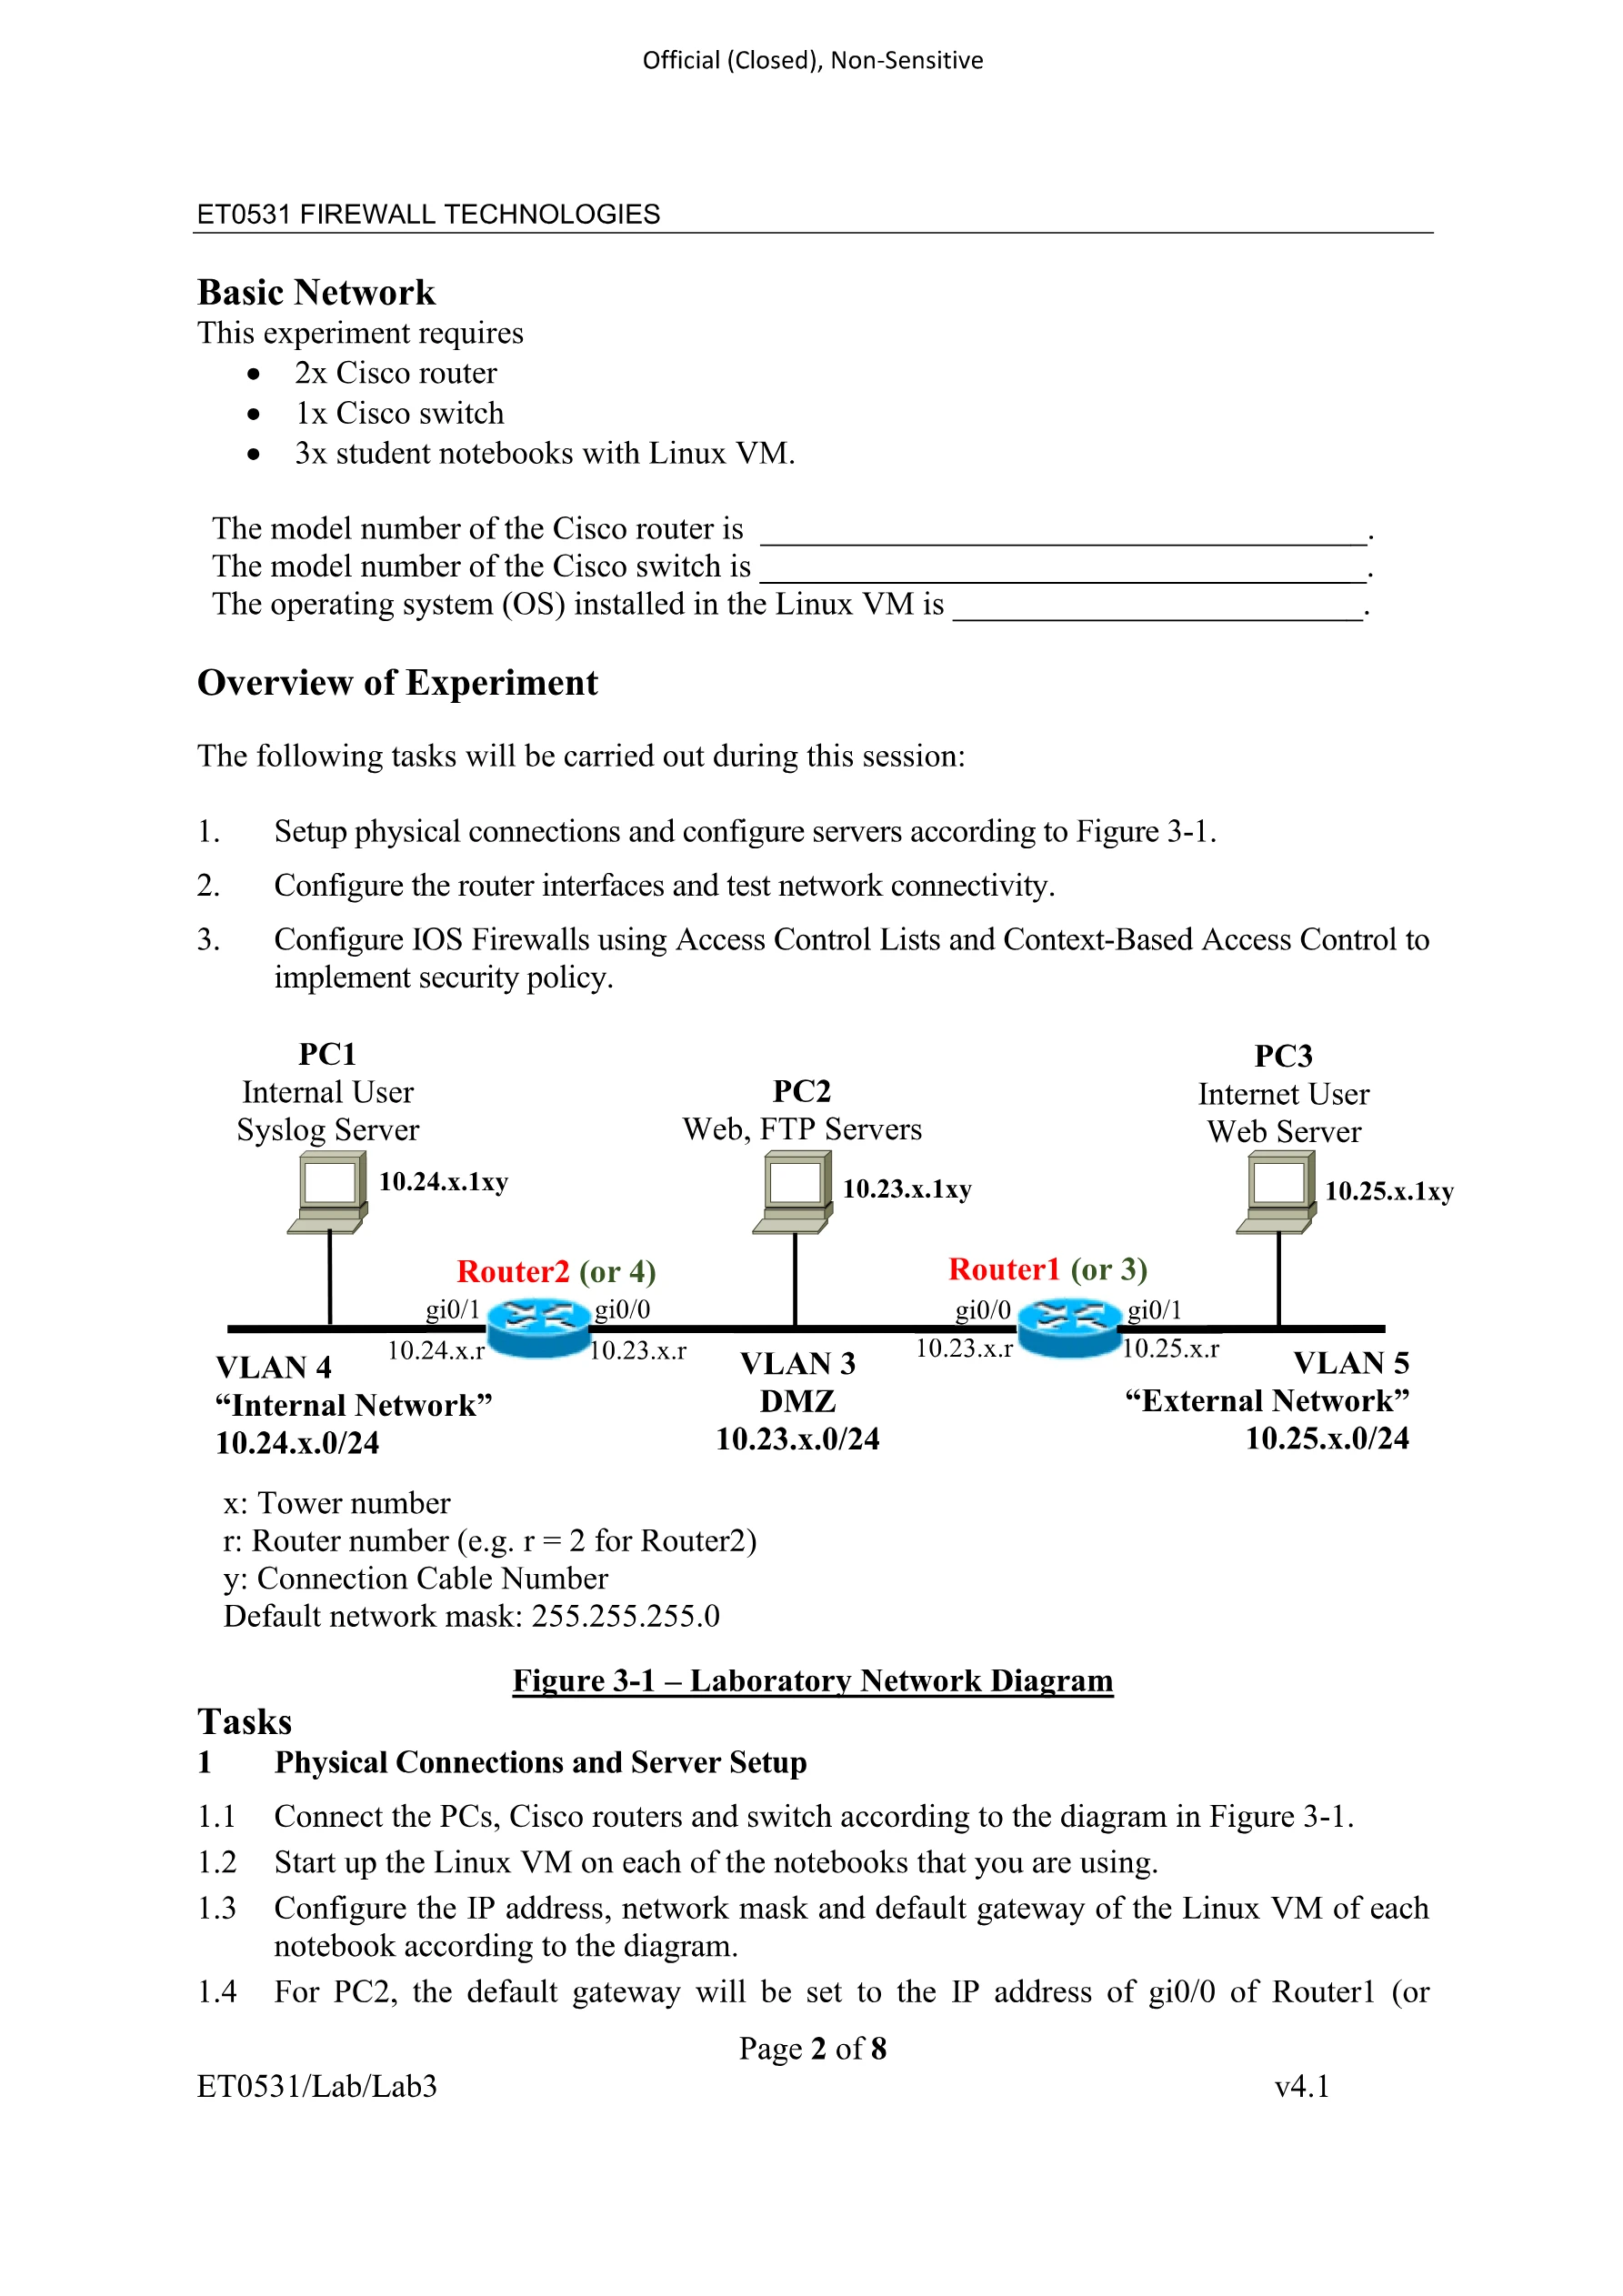 Official (Closed), Non-Sensitive
ET0531 FIREWALL TECHNOLOGIES
Basic Network
This experiment requires
• 2x Cisco router
• 1x Cisco switch
• 3x student notebooks with Linux VM.
The model number of the Cisco router is ______________________________________.
The model number of the Cisco switch is ______________________________________.
The operating system (OS) installed in the Linux VM is __________________________.
Overview of Experiment
The following tasks will be carried out during this session:
1. Setup physical connections and configure servers according to Figure 3-1.
2. Configure the router interfaces and test network connectivity.
3. Configure IOS Firewalls using Access Control Lists and Context-Based Access Control to
implement security policy.
PC1
Internal User
Syslog Server
10.24.x.1xy
PC2
Web, FTP Servers
10.23.x.1xy
PC3
Internet User
Web Server
10.25.x.1xy
Router2 (or 4)
gi0/1 gi0/0
10.24.x.r 10.23.x.r
Router1 (or 3)
gi0/0 gi0/1
10.23.x.r 10.25.x.r
VLAN 4
“Internal Network”
10.24.x.0/24
VLAN 3
DMZ
10.23.x.0/24
VLAN 5
“External Network”
10.25.x.0/24
x: Tower number
r: Router number (e.g. r = 2 for Router2)
y: Connection Cable Number
Default network mask: 255.255.255.0
Figure 3-1 – Laboratory Network Diagram
Tasks
1 Physical Connections and Server Setup
1.1 Connect the PCs, Cisco routers and switch according to the diagram in Figure 3-1.
1.2 Start up the Linux VM on each of the notebooks that you are using.
1.3 Configure the IP address, network mask and default gateway of the Linux VM of each
notebook according to the diagram.
1.4 For PC2, the default gateway will be set to the IP address of gi0/0 of Router1 (or
Page 2 of 8
ET0531/Lab/Lab3 v4.1